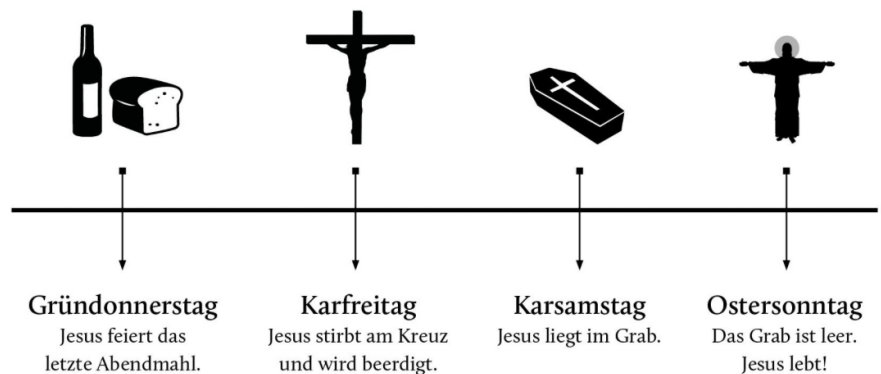 Gründonnerstag
Jesus feiert das
letzte Abendmahl.
Karfreitag
Jesus stirbt am Kreuz
und wird beerdigt.
Karsamstag
Jesus liegt im Grab.
Ostersonntag
Das Grab ist leer.
Jesus lebt!